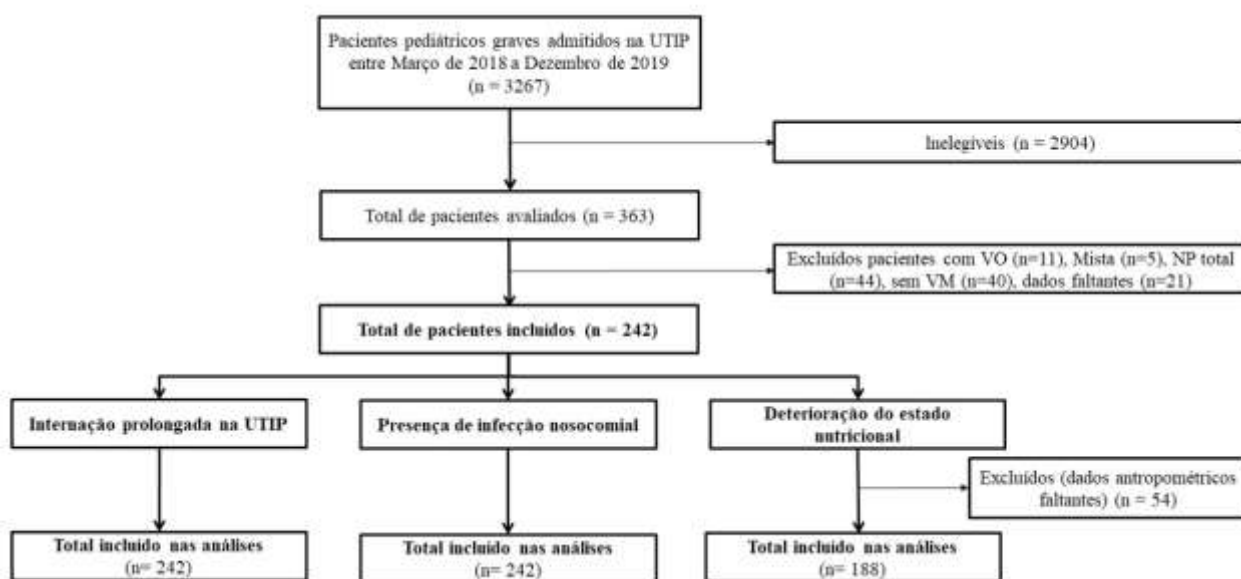 Pacientes pediátricos graves admitidos na UTIP
entre Março de 2018 a Dezembro de 2019
(n = 3267)
Inelegíveis (n = 2904)
Total de pacientes avaliados (n = 363)
Excluídos pacientes com VO (n=11), Mista (n=5), NP total
(n=44), sem VM (n=40), dados faltantes (n=21)
Total de pacientes incluídos (n = 242)
Internação prolongada na UTIP
Presença de infecção nosocomial
Deterioração do estado
nutricional
Excluídos (dados antropométricos
faltantes) (n = 54)
Total incluído nas análises
(n= 242)
Total incluído nas análises
(n= 242)
Total incluído nas análises
(n= 188)